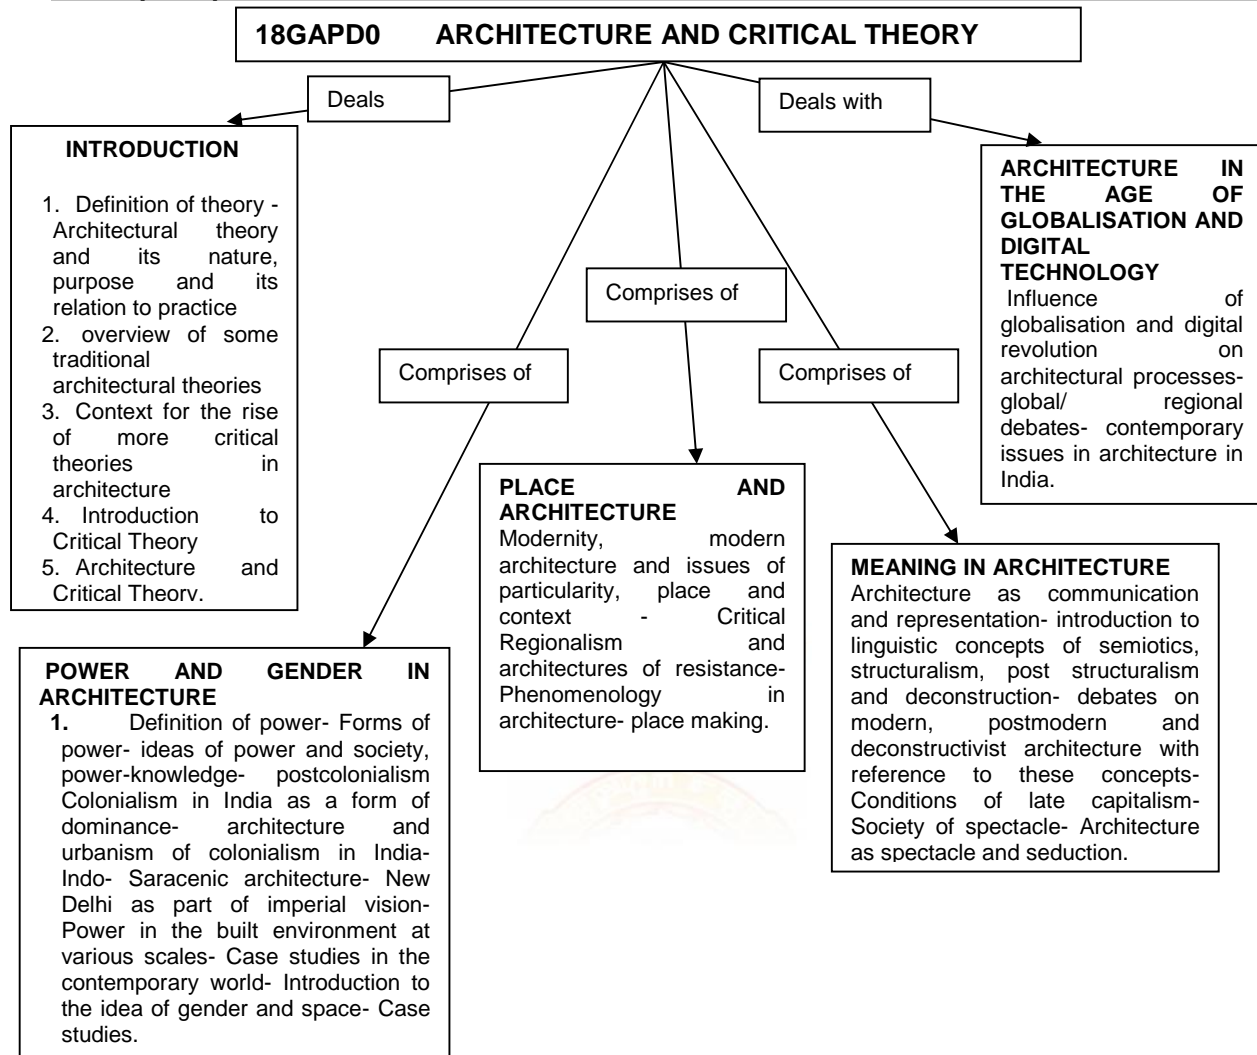 18GAPD0 ARCHITECTURE AND CRITICAL THEORY
Deals
Deals with
INTRODUCTION
1. Definition of theory -
Architectural theory
and its nature,
purpose and its
relation to practice
2. overview of some
traditional
architectural theories
3. Context for the rise
of more critical
theories in
architecture
4. Introduction to
Critical Theory
5. Architecture and
Critical Theory.
ARCHITECTURE IN
THE AGE OF
GLOBALISATION AND
DIGITAL
TECHNOLOGY
Influence of
globalisation and digital
revolution on
architectural processes-
global/ regional
debates- contemporary
issues in architecture in
India.
Comprises of
Comprises of
Comprises of
PLACE AND
ARCHITECTURE
Modernity, modern
architecture and issues of
particularity, place and
context - Critical
Regionalism and
architectures of resistance-
Phenomenology in
architecture- place making.
MEANING IN ARCHITECTURE
Architecture as communication
and representation- introduction to
linguistic concepts of semiotics,
structuralism, post structuralism
and deconstruction- debates on
modern, postmodern and
deconstructivist architecture with
reference to these concepts-
Conditions of late capitalism-
Society of spectacle- Architecture
as spectacle and seduction.
POWER AND GENDER IN
ARCHITECTURE
1. Definition of power- Forms of
power- ideas of power and society,
power-knowledge- postcolonialism
Colonialism in India as a form of
dominance- architecture and
urbanism of colonialism in India-
Indo- Saracenic architecture- New
Delhi as part of imperial vision-
Power in the built environment at
various scales- Case studies in the
contemporary world- Introduction to
the idea of gender and space- Case
studies.